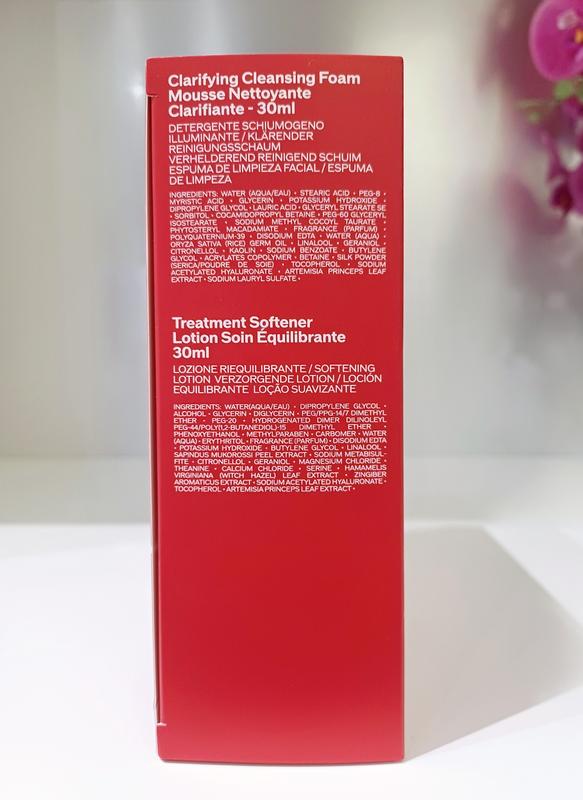 Clarifying Cleansing Foam
Mousse Nettoyante
Clarifiante - 30ml
DETERGENTE SCHIUMOGENO
ILLUMINANTE / KLÄRENDER
REINIGUNGSSCHAUM
VERHELDEREND REINIGEND SCHUIM
ESPUMA DE LIMPIEZA FACIAL / ESPUMA
DE LIMPEZA
INGREDIENTS: WATER (AQUA/EAU) • STEARIC ACID • PEG-8 •
MYRISTIC ACID • GLYCERIN • POTASSIUM HYDROXIDE •
DIPROPYLENE GLYCOL • LAURIC ACID • GLYCERYL STEARATE SE
• SORBITOL • COCAMIDOPROPYL BETAINE • PEG-60 GLYCERYL
ISOSTEARATE • SODIUM METHYL COCOYL TAURATE •
PHYTOSTERYL MACADAMIATE • FRAGRANCE (PARFUM) •
POLYQUATERNIUM-39 • DISODIUM EDTA • WATER (AQUA) •
ORYZA SATIVA (RICE) GERM OIL • LINALOOL • GERANIOL •
CITRONELLOL • KAOLIN • SODIUM BENZOATE • BUTYLENE
GLYCOL • ACRYLATES COPOLYMER • BETAINE • SILK POWDER
(SERICA/POUDRE DE SOIE) • TOCOPHEROL • SODIUM
ACETYLATED HYALURONATE • ARTEMISIA PRINCEPS LEAF
EXTRACT • SODIUM LAURYL SULFATE •
Treatment Softener
Lotion Soin Équilibrante
30ml
LOZIONE RIEQUILIBRANTE / SOFTENING
LOTION VERZORGENDE LOTION / LOCIÓN
EQUILIBRANTE LOÇÃO SUAVIZANTE
INGREDIENTS: WATER(AQUA/EAU) • DIPROPYLENE GLYCOL •
ALCOHOL • GLYCERIN • DIGLYCERIN • PEG/PPG-14/7 DIMETHYL
ETHER • PEG-20 • HYDROGENATED DIMER DILINOLEYL
PEG-44/POLY(1,2-BUTANEDIOL)-15 DIMETHYL ETHER •
PHENOXYETHANOL • METHYLPARABEN • CARBOMER • WATER
(AQUA) • ERYTHRITOL • FRAGRANCE (PARFUM) • DISODIUM EDTA
• POTASSIUM HYDROXIDE • BUTYLENE GLYCOL • LINALOOL •
SAPINDUS MUKOROSSI PEEL EXTRACT • SODIUM METABISUL-
FITE • CITRONELLOL • GERANIOL • MAGNESIUM CHLORIDE •
THEANINE • CALCIUM CHLORIDE • SERINE • HAMAMELIS
VIRGINIANA (WITCH HAZEL) LEAF EXTRACT • ZINGIBER
AROMATICUS EXTRACT • SODIUM ACETYLATED HYALURONATE •
TOCOPHEROL • ARTEMISIA PRINCEPS LEAF EXTRACT •